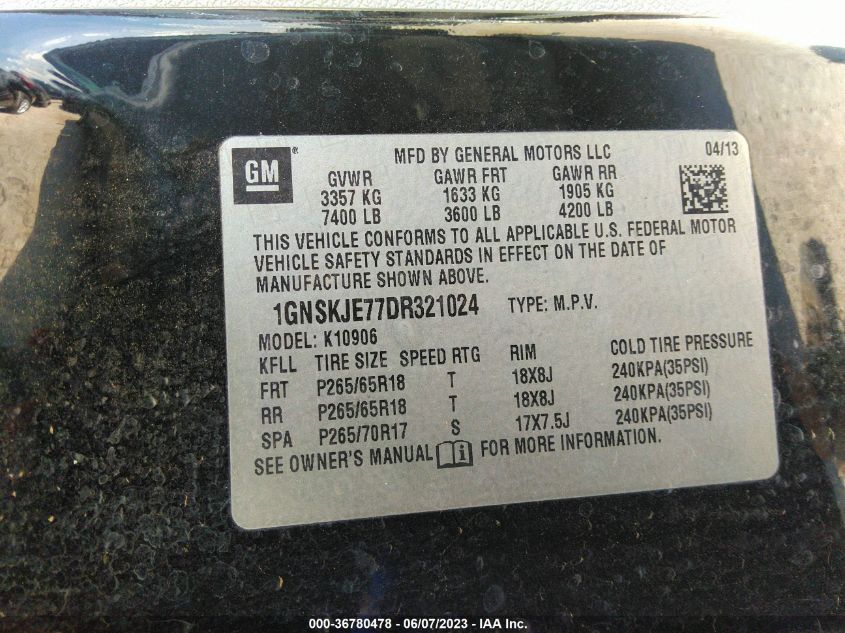 GM ®
MFD BY GENERAL MOTORS LLC 04/13
GVWR GAWR FRT GAWR RR
3357 KG 1633 KG 1905 KG
7400 LB 3600 LB 4200 LB
THIS VEHICLE CONFORMS TO ALL APPLICABLE U.S. FEDERAL MOTOR
VEHICLE SAFETY STANDARDS IN EFFECT ON THE DATE OF
MANUFACTURE SHOWN ABOVE.
1GNSKJE77DR321024 TYPE: M.P.V.
MODEL: K10906
KFLL TIRE SIZE SPEED RTG RIM COLD TIRE PRESSURE
FRT P265/65R18 T 18X8J 240KPA(35PSI)
RR P265/65R18 T 18X8J 240KPA(35PSI)
SPA P265/70R17 S 17X7.5J 240KPA(35PSI)
SEE OWNER'S MANUAL FOR MORE INFORMATION.
000-36780478 - 06/07/2023 - IAA Inc.